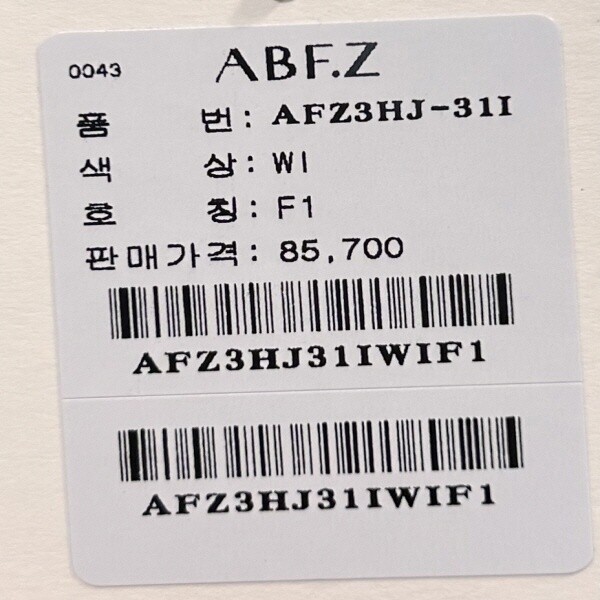 0043 ABF.Z
품 번: AFZ3HJ-31I
색 상: WI
호 칭: F1
판매가격: 85,700
AFZ3HJ31IWIF1
AFZ3HJ31IWIF1